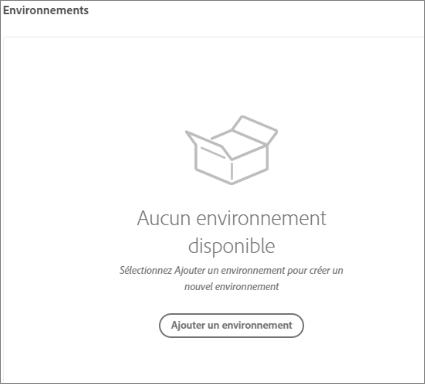 Environnements
Aucun environnement
disponible
Sélectionnez Ajouter un environnement pour créer un
nouvel environnement
Ajouter un environnement